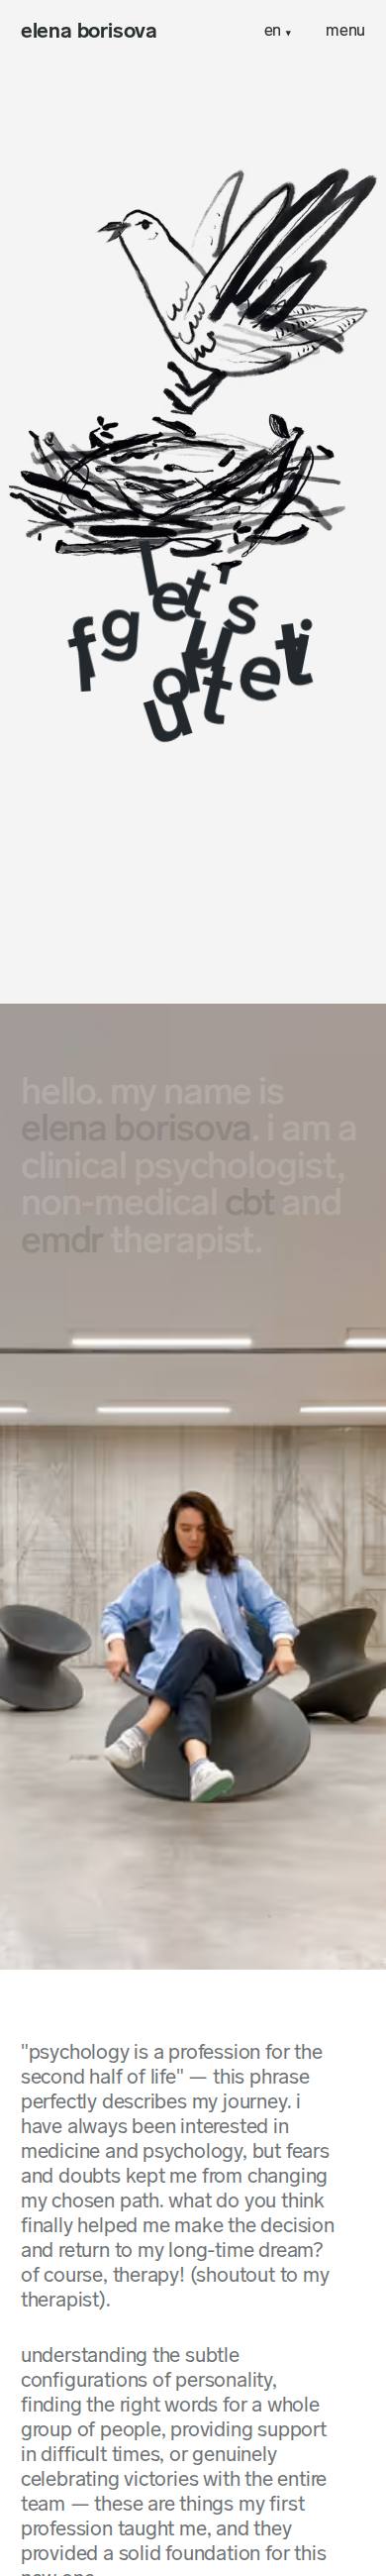 elena borisova
en ▾ menu
let's
hello. my name is
elena borisova. i am a
clinical psychologist,
non-medical cbt and
emdr therapist.
"psychology is a profession for the
second half of life" — this phrase
perfectly describes my journey. i
have always been interested in
medicine and psychology, but fears
and doubts kept me from changing
my chosen path. what do you think
finally helped me make the decision
and return to my long-time dream?
of course, therapy! (shoutout to my
therapist).
understanding the subtle
configurations of personality,
finding the right words for a whole
group of people, providing support
in difficult times, or genuinely
celebrating victories with the entire
team — these are things my first
profession taught me, and they
provided a solid foundation for this